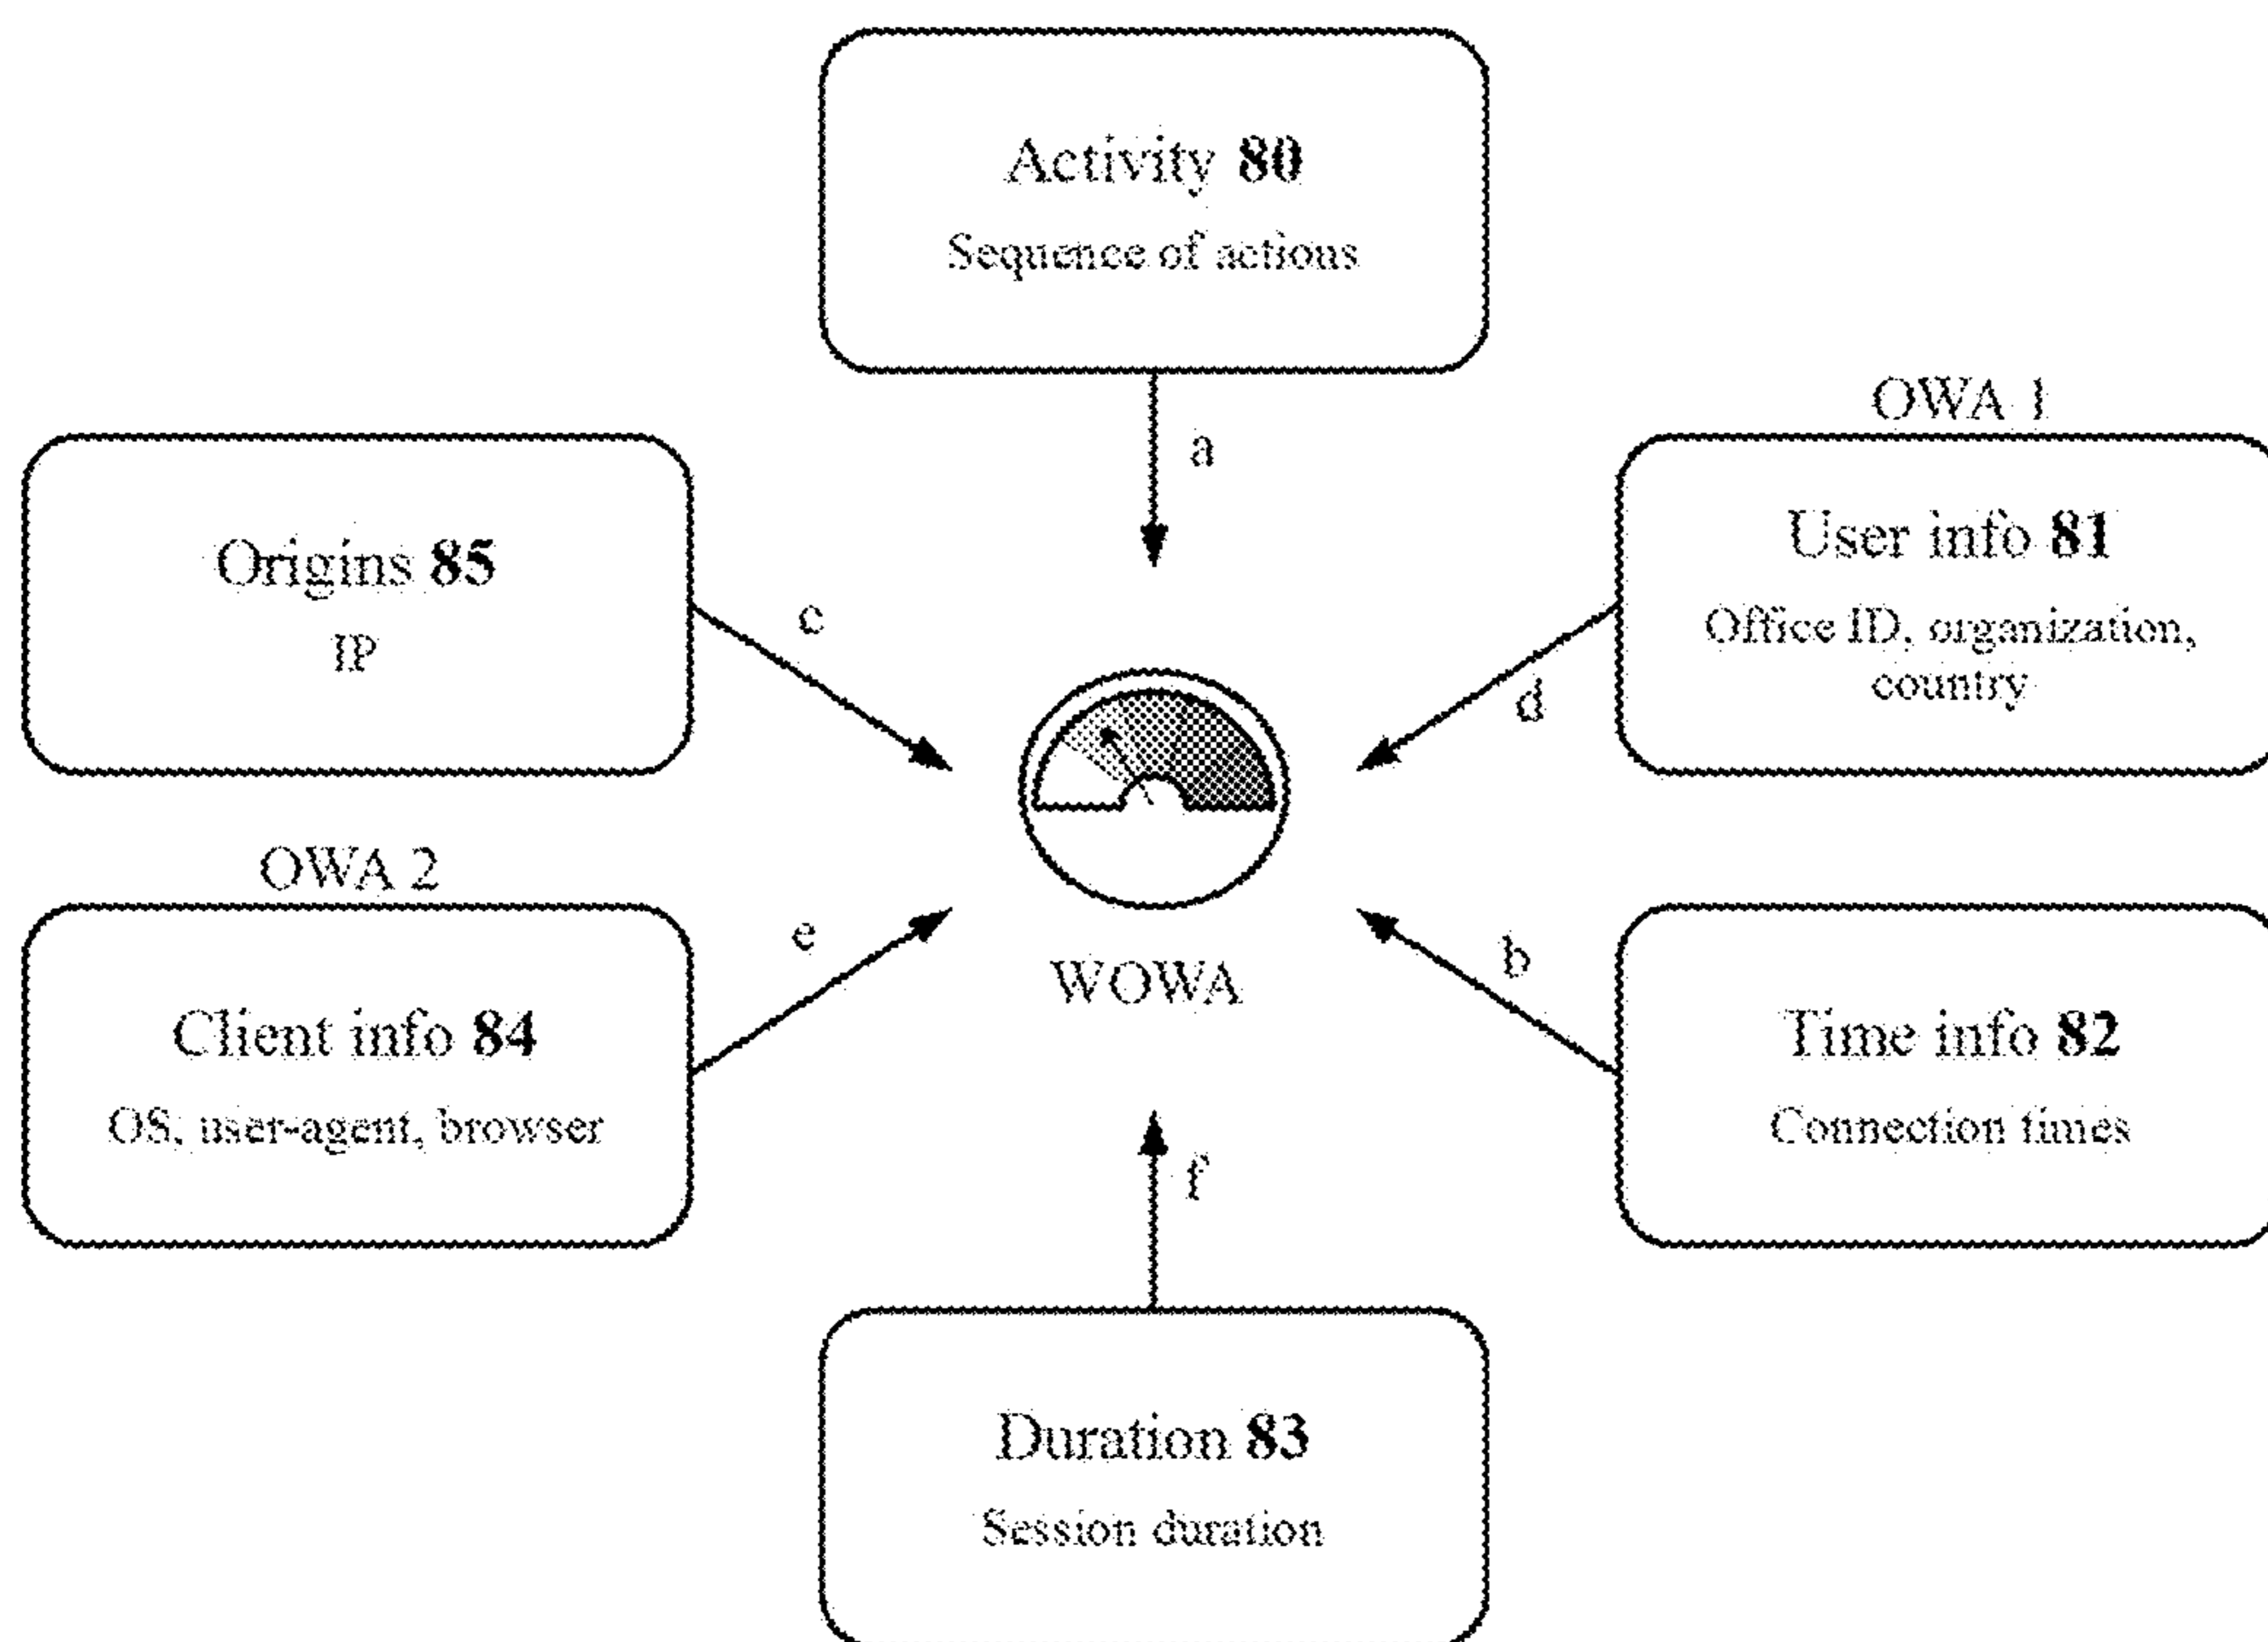 Activity 80
Sequence of actions
a
OWA 1
Origins 85
IP
c
User info 81
Office ID, organization,
country
d
OWA 2
Client info 84
OS, user-agent, browser
e
WOWA
b
Time info 82
Connection times
f
Duration 83
Session duration